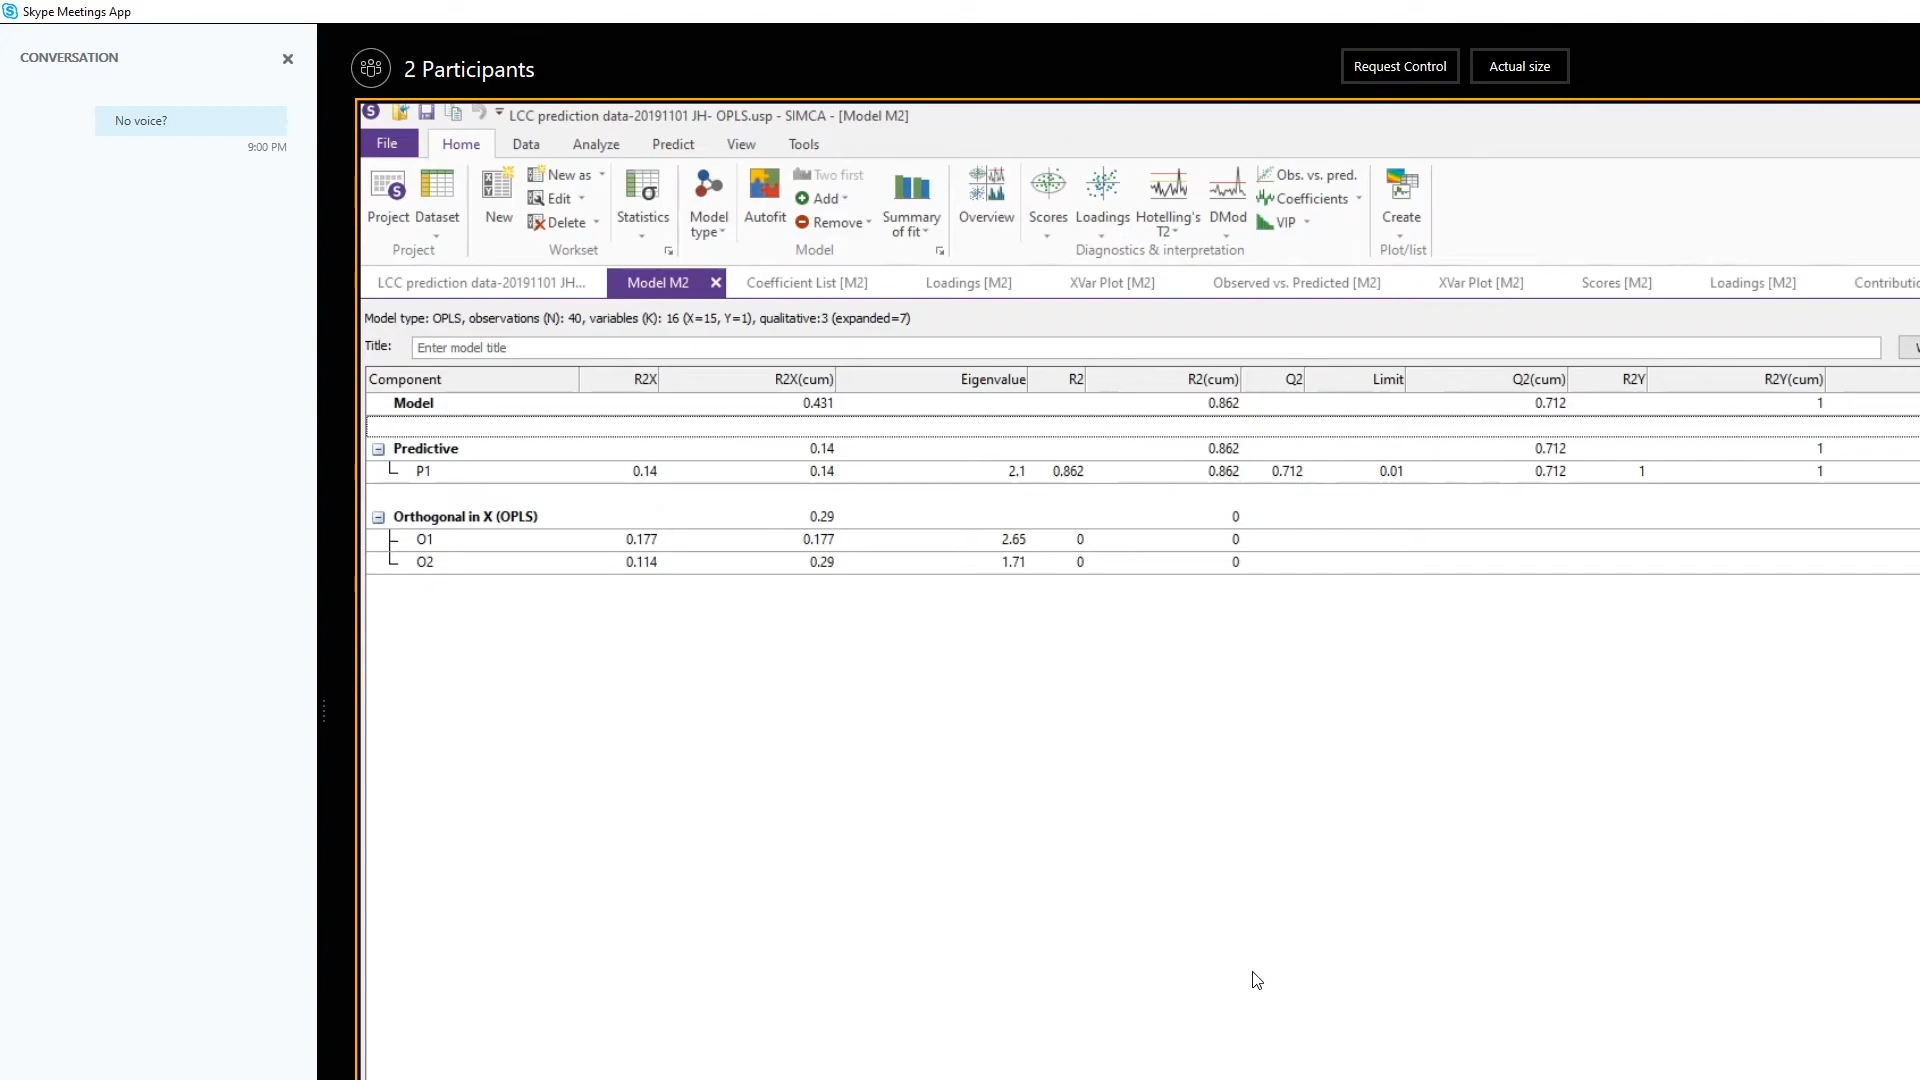 Skype Meetings App
CONVERSATION
No voice?
9:00 PM
2 Participants
Request Control
Actual size
LCC prediction data-20191101 JH- OPLS.usp - SIMCA - [Model M2]
File Home Data Analyze Predict View Tools
Project Dataset
Project
New
New as
Edit
Delete
Statistics
Workset
Model type
Autofit
Two first
Add
Remove
Summary of fit
Model
Overview
Scores Loadings Hotelling's T2 DMod
Obs. vs. pred.
Coefficients
VIP
Diagnostics & interpretation
Create
Plot/list
LCC prediction data-20191101 JH... Model M2 Coefficient List [M2] Loadings [M2] XVar Plot [M2] Observed vs. Predicted [M2] XVar Plot [M2] Scores [M2] Loadings [M2] Contributio
Model type: OPLS, observations (N): 40, variables (K): 16 (X=15, Y=1), qualitative:3 (expanded=7)
Title: Enter model title
Component R2X R2X(cum) Eigenvalue R2 R2(cum) Q2 Limit Q2(cum) R2Y R2Y(cum)
Model 0.431 0.862 0.712 1
Predictive 0.14 0.862 0.712 1
P1 0.14 0.14 2.1 0.862 0.862 0.712 0.01 0.712 1 1
Orthogonal in X (OPLS) 0.29 0
O1 0.177 0.177 2.65 0 0
O2 0.114 0.29 1.71 0 0